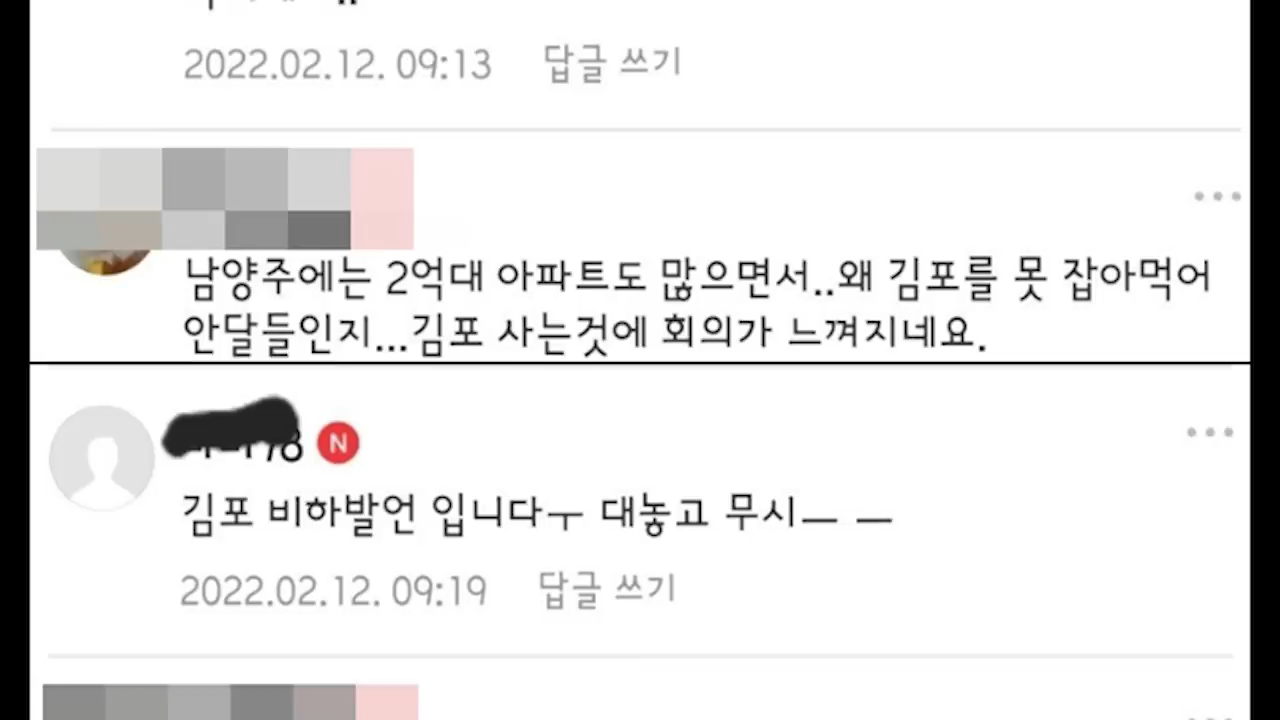 2022.02.12. 09:13 답글 쓰기
남양주에는 2억대 아파트도 많으면서..왜 김포를 못 잡아먹어
안달들인지...김포 사는것에 회의가 느껴지네요.
N
김포 비하발언 입니다ㅜ 대놓고 무시ㅡ ㅡ
2022.02.12. 09:19 답글 쓰기